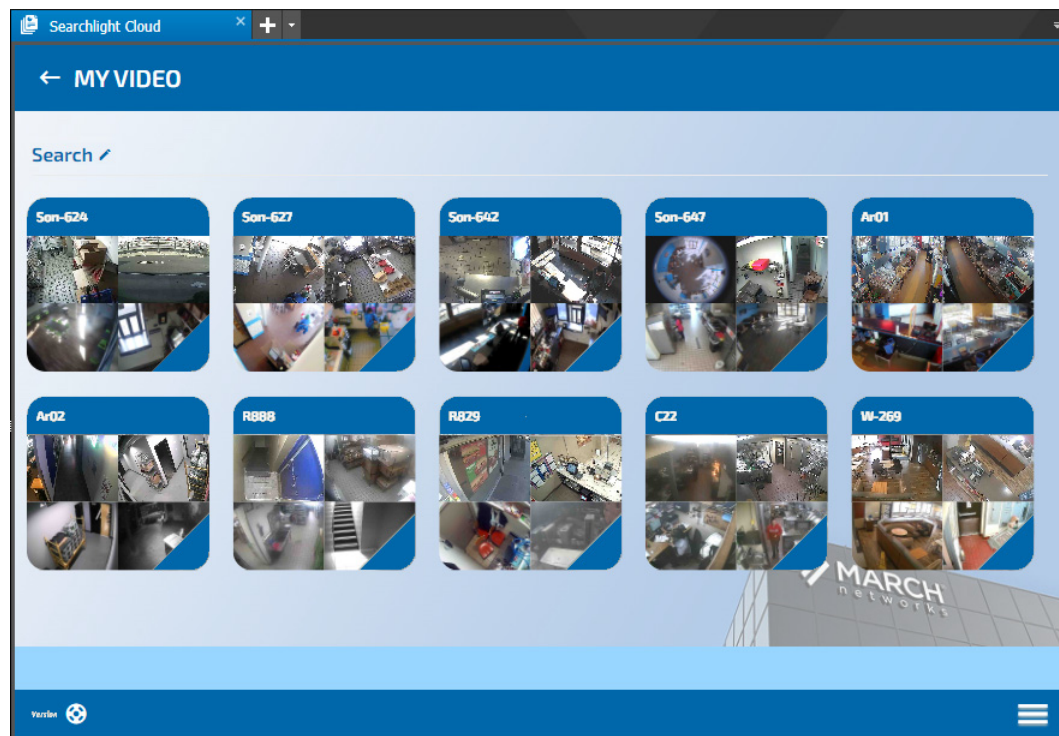 Searchlight Cloud
MY VIDEO
Search
Son-624
Son-627
Son-642
Son-647
Ar01
Ar02
R888
R829
C22
W-269
MARCH
networks
Version